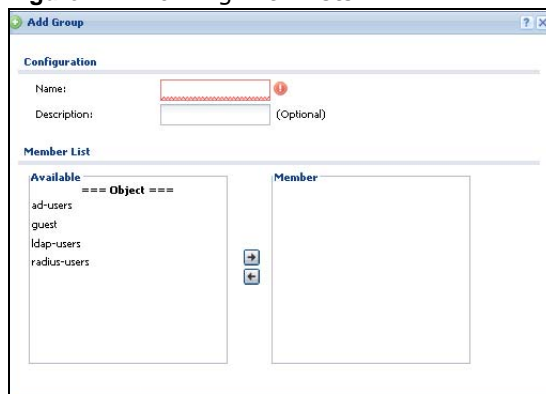 Add Group
Configuration
Name:
Description: (Optional)
Member List
Available
=== Object ===
ad-users
guest
ldap-users
radius-users
Member